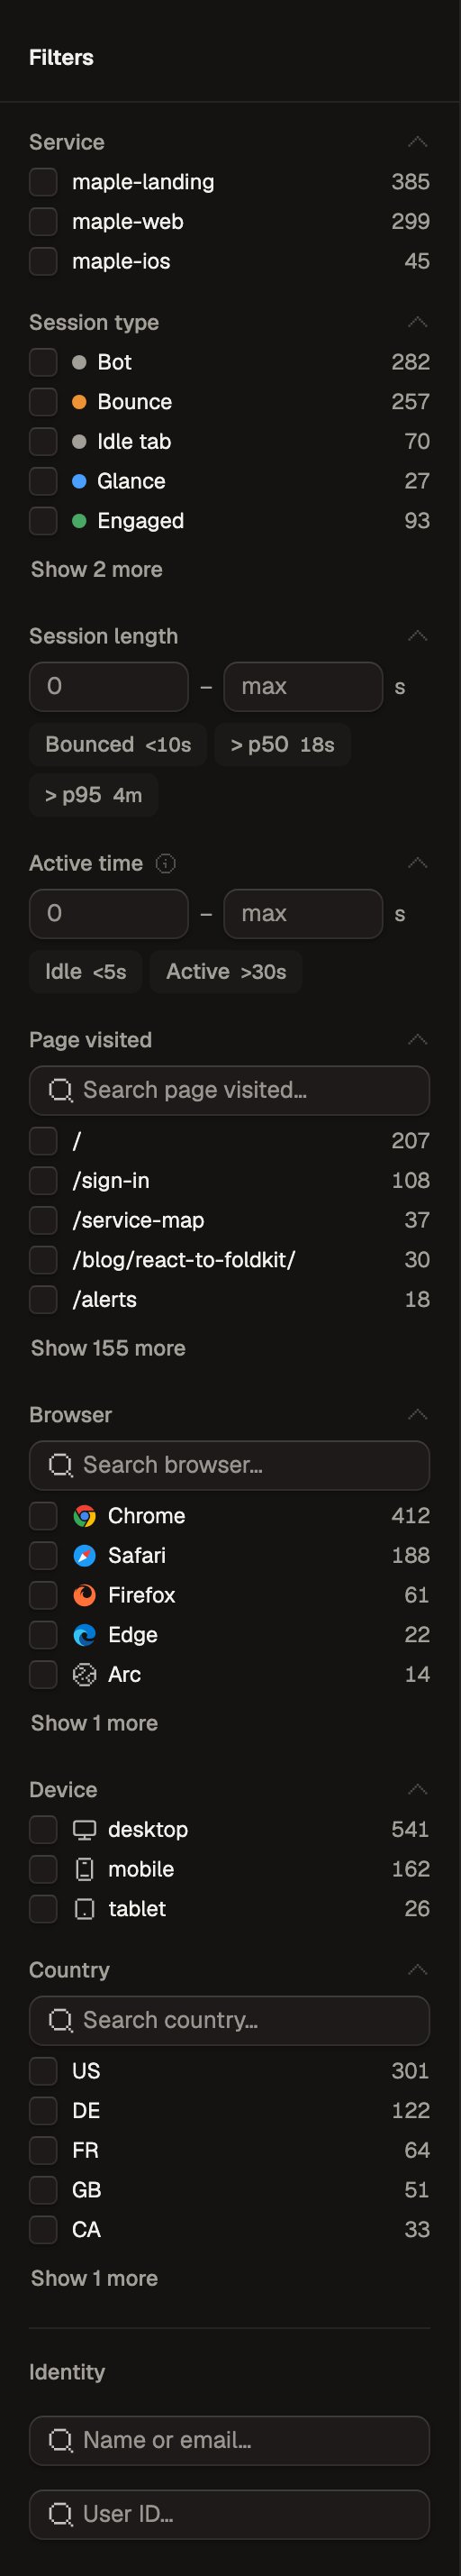 Filters
Service
maple-landing 385
maple-web 299
maple-ios 45
Session type
Bot 282
Bounce 257
Idle tab 70
Glance 27
Engaged 93
Show 2 more
Session length
0 – max s
Bounced <10s > p50 18s
> p95 4m
Active time
0 – max s
Idle <5s Active >30s
Page visited
Search page visited...
/ 207
/sign-in 108
/service-map 37
/blog/react-to-foldkit/ 30
/alerts 18
Show 155 more
Browser
Search browser...
Chrome 412
Safari 188
Firefox 61
Edge 22
Arc 14
Show 1 more
Device
desktop 541
mobile 162
tablet 26
Country
Search country...
US 301
DE 122
FR 64
GB 51
CA 33
Show 1 more
Identity
Name or email...
User ID...